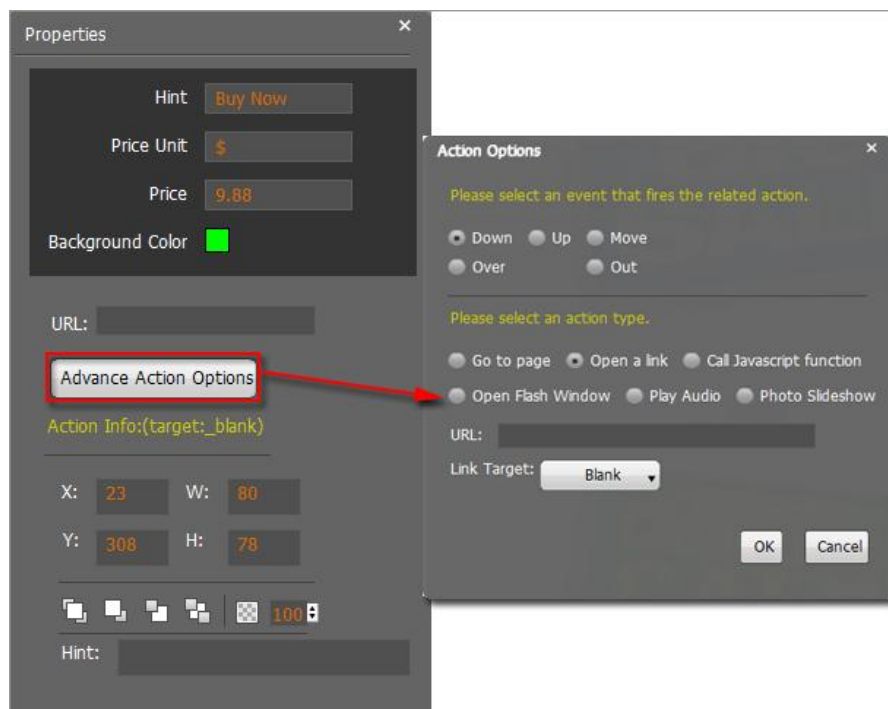 Properties
Hint Buy Now
Price Unit $
Price 9.88
Background Color
URL:
Advance Action Options
Action Info:(target:_blank)
X: 23 W: 80
Y: 308 H: 78
100
Hint:
Action Options
Please select an event that fires the related action.
Down Up Move
Over Out
Please select an action type.
Go to page Open a link Call Javascript function
Open Flash Window Play Audio Photo Slideshow
URL:
Link Target: Blank
OK Cancel